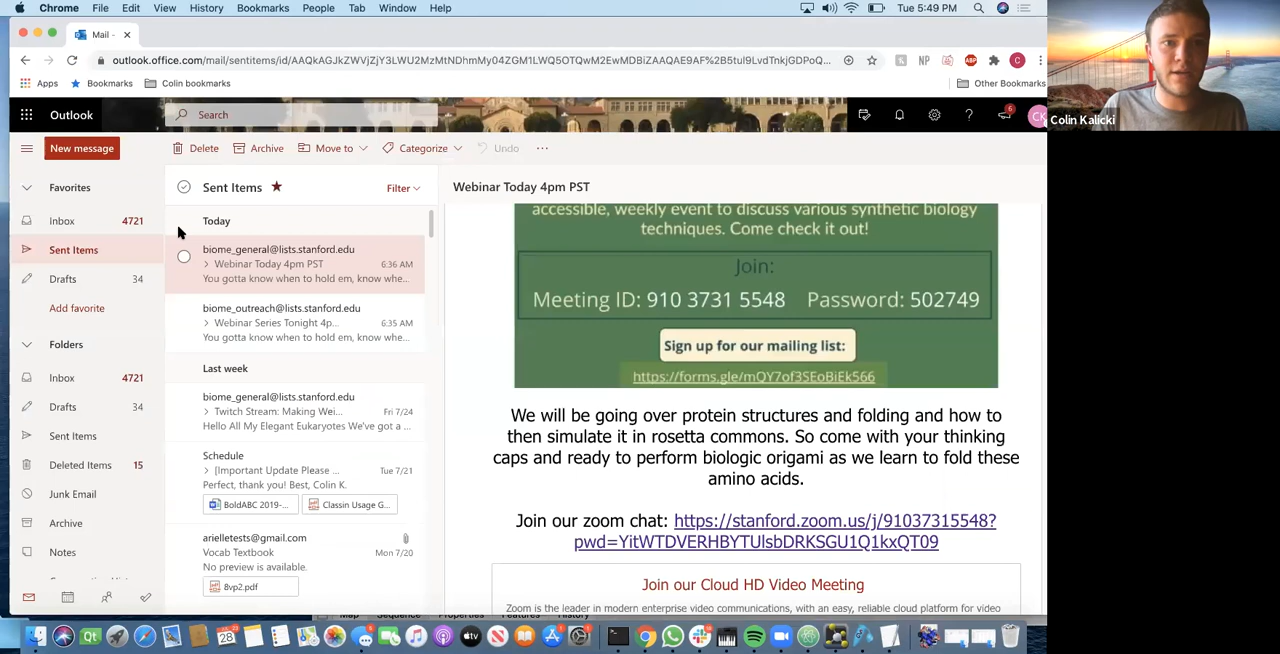 Chrome File Edit View History Bookmarks People Tab Window Help Tue 5:49 PM
Mail -
outlook.office.com/mail/sentitems/id/AAQkAGJkZWVjZjY3LWU2MzMtNDhmMy04ZGM1LWQ5OTQwM2EwMDBiZAAQAE9AF%2B5tul9LvdTnkjGDPoQ...
NP ABP C
Apps Bookmarks Colin bookmarks Other Bookmarks
Outlook Search 6 CK
Colin Kalicki
New message Delete Archive Move to Categorize Undo
Favorites
Inbox 4721
Sent Items
Drafts 34
Add favorite
Folders
Inbox 4721
Drafts 34
Sent Items
Deleted Items 15
Junk Email
Archive
Notes
Sent Items Filter
Today
biome_general@lists.stanford.edu
Webinar Today 4pm PST 6:36 AM
You gotta know when to hold em, know whe...
biome_outreach@lists.stanford.edu
Webinar Series Tonight 4p... 6:35 AM
You gotta know when to hold em, know whe...
Last week
biome_general@lists.stanford.edu
Twitch Stream: Making Wei... Fri 7/24
Hello All My Elegant Eukaryotes We've got a ...
Schedule
[Important Update Please ... Tue 7/21
Perfect, thank you! Best, Colin K.
BoldABC 2019-... Classin Usage G...
arielletests@gmail.com
Vocab Textbook Mon 7/20
No preview is available.
8vp2.pdf
Webinar Today 4pm PST
accessible, weekly event to discuss various synthetic biology
techniques. Come check it out!
Join:
Meeting ID: 910 3731 5548 Password: 502749
Sign up for our mailing list:
https://forms.gle/mQY7of3SEoBiEk566
We will be going over protein structures and folding and how to
then simulate it in rosetta commons. So come with your thinking
caps and ready to perform biologic origami as we learn to fold these
amino acids.
Join our zoom chat: https://stanford.zoom.us/j/91037315548?
pwd=YitWTDVERHBYTUlsbDRKSGU1Q1kxQT09
Join our Cloud HD Video Meeting
Zoom is the leader in modern enterprise video communications, with an easy, reliable cloud platform for video